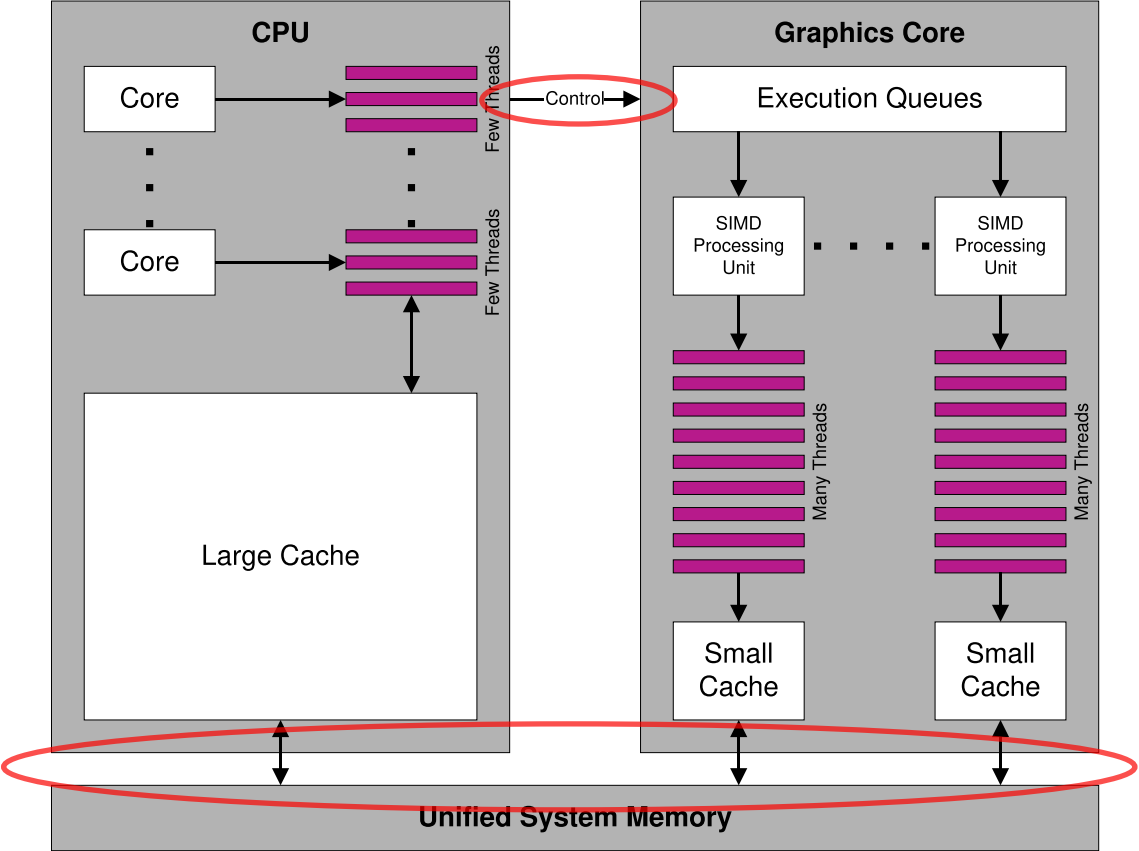 CPU
Core
Few Threads
Core
Few Threads
Large Cache
Control
Graphics Core
Execution Queues
SIMD
Processing
Unit
SIMD
Processing
Unit
Many Threads
Many Threads
Small
Cache
Small
Cache
Unified System Memory